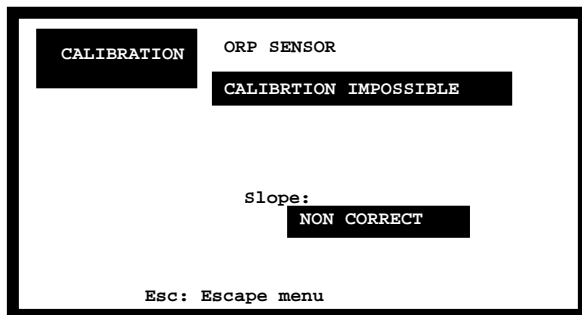 CALIBRATION
ORP SENSOR
CALIBRTION IMPOSSIBLE
Slope:
NON CORRECT
Esc: Escape menu